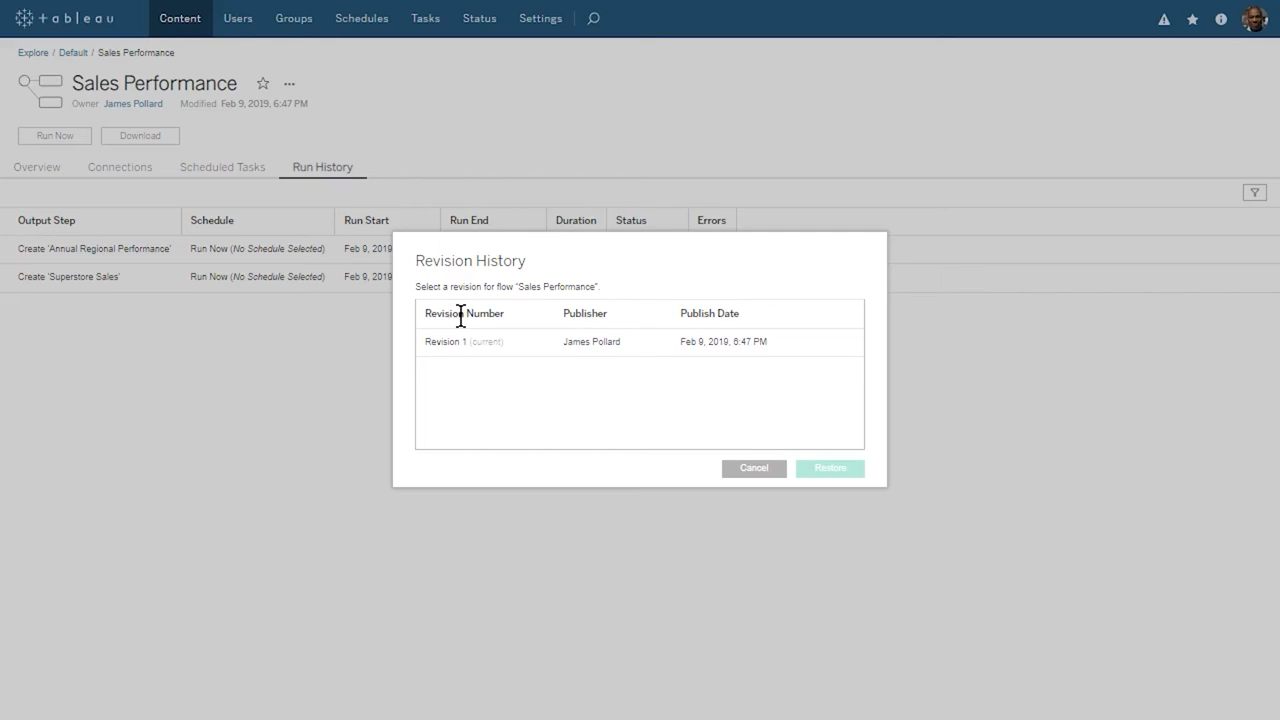 tableau Content Users Groups Schedules Tasks Status Settings
Explore / Default / Sales Performance
Sales Performance
Owner James Pollard Modified Feb 9, 2019, 6:47 PM
Run Now Download
Overview Connections Scheduled Tasks Run History
Output Step Schedule Run Start Run End Duration Status Errors
Create 'Annual Regional Performance' Run Now (No Schedule Selected) Feb 9, 2019
Create 'Superstore Sales' Run Now (No Schedule Selected) Feb 9, 2019
Revision History
Select a revision for flow "Sales Performance".
Revision Number Publisher Publish Date
Revision 1 (current) James Pollard Feb 9, 2019, 6:47 PM
Cancel Restore